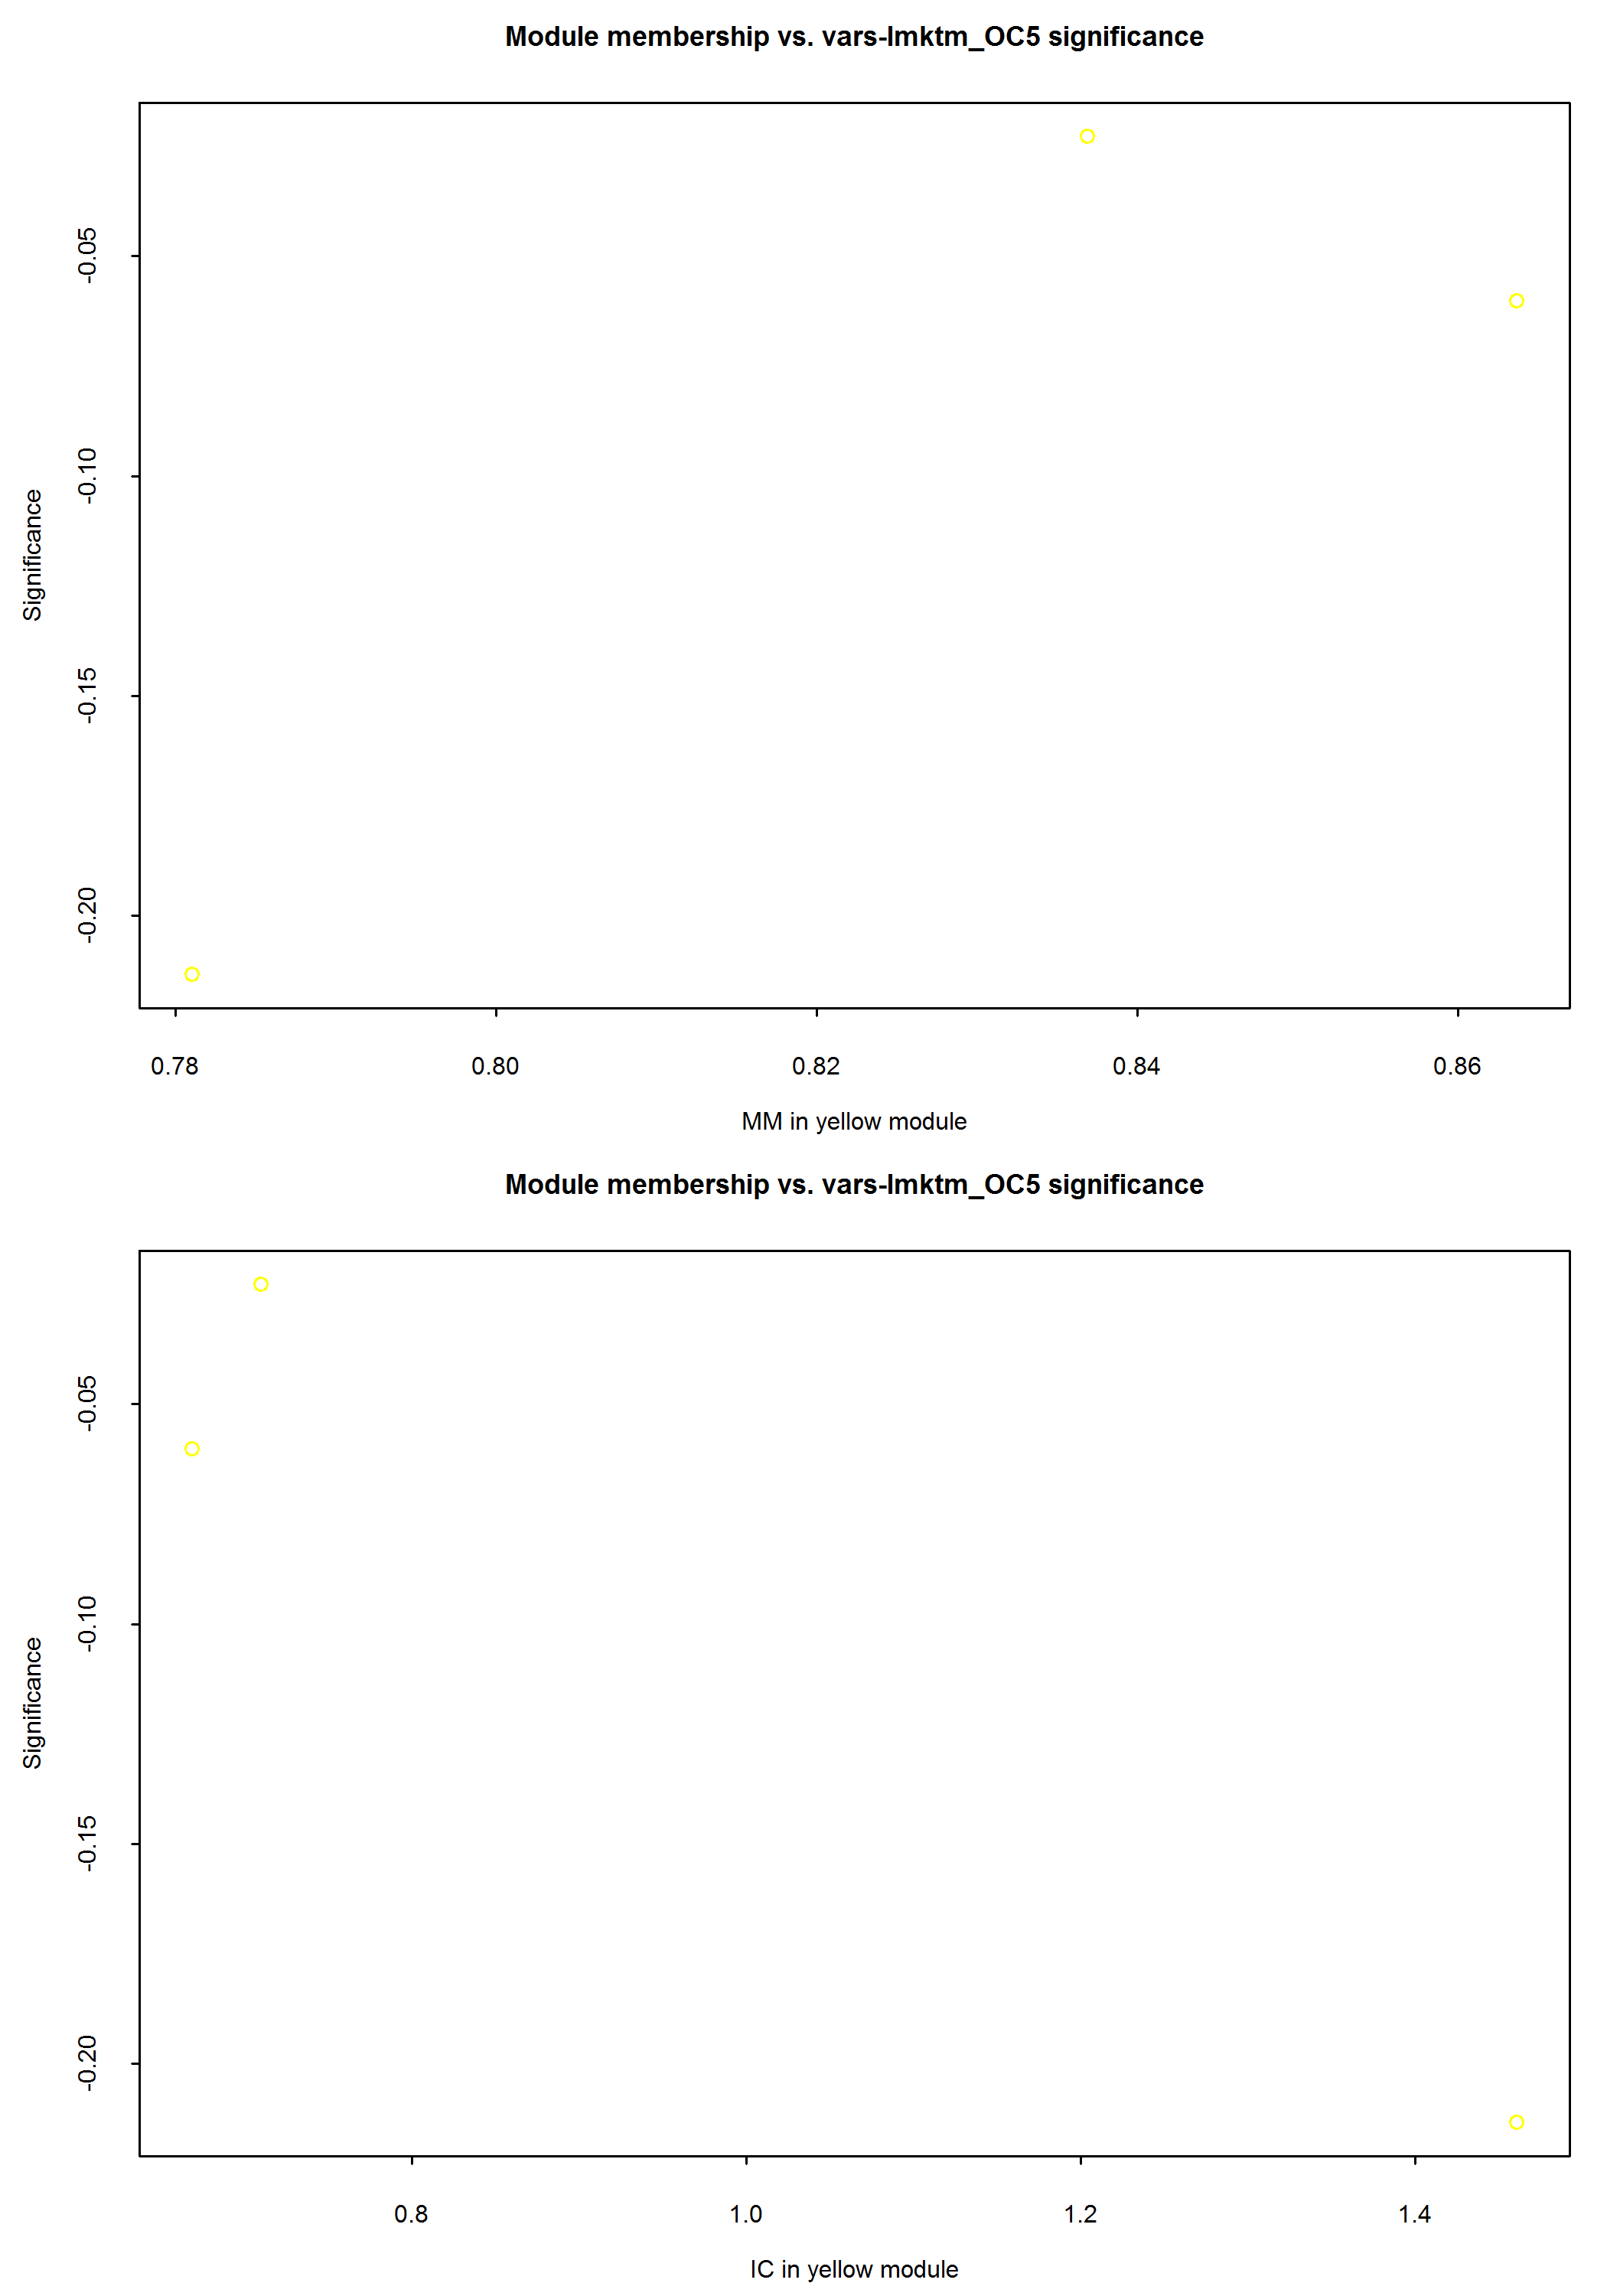 Module membership vs. vars-lmktm_OC5 significance
Significance
-0.05
-0.10
-0.15
-0.20
0.78 0.80 0.82 0.84 0.86
MM in yellow module
Module membership vs. vars-lmktm_OC5 significance
Significance
-0.05
-0.10
-0.15
-0.20
0.8 1.0 1.2 1.4
IC in yellow module